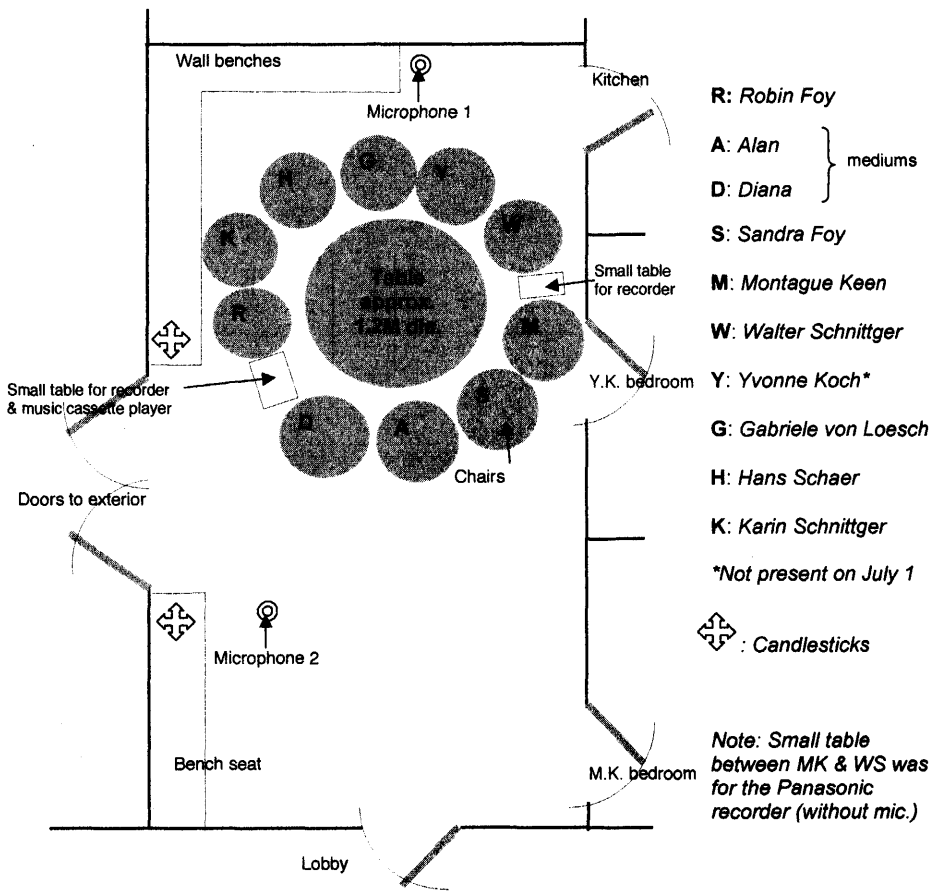 Wall benches
Microphone 1
Kitchen
G
Y
H
W
K
Table
approx.
1.2M dia.
Small table
for recorder
R
M
Small table for recorder
& music cassette player
Y.K. bedroom
S
D
A
Chairs
Doors to exterior
Microphone 2
Bench seat
M.K. bedroom
Lobby
R: Robin Foy
A: Alan
mediums
D: Diana
S: Sandra Foy
M: Montague Keen
W: Walter Schnittger
Y: Yvonne Koch*
G: Gabriele von Loesch
H: Hans Schaer
K: Karin Schnittger
*Not present on July 1
: Candlesticks
Note: Small table
between MK & WS was
for the Panasonic
recorder (without mic.)